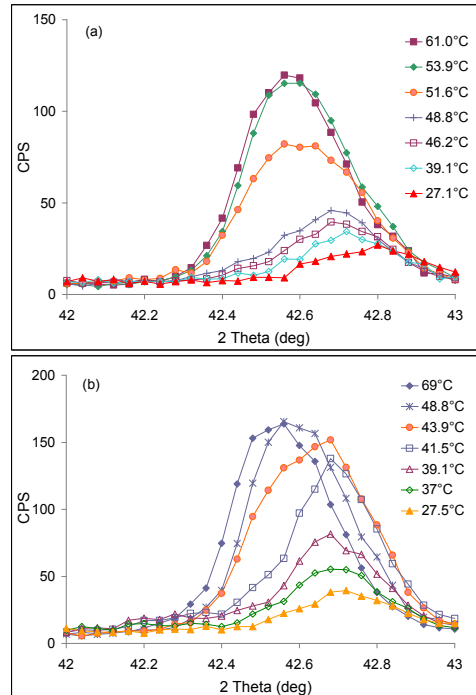 (a)
150
100
50
0
CPS
61.0°C
53.9°C
51.6°C
48.8°C
46.2°C
39.1°C
27.1°C
42 42.2 42.4 42.6 42.8 43
2 Theta (deg)
(b)
200
150
100
50
0
CPS
69°C
48.8°C
43.9°C
41.5°C
39.1°C
37°C
27.5°C
42 42.2 42.4 42.6 42.8 43
2 Theta (deg)